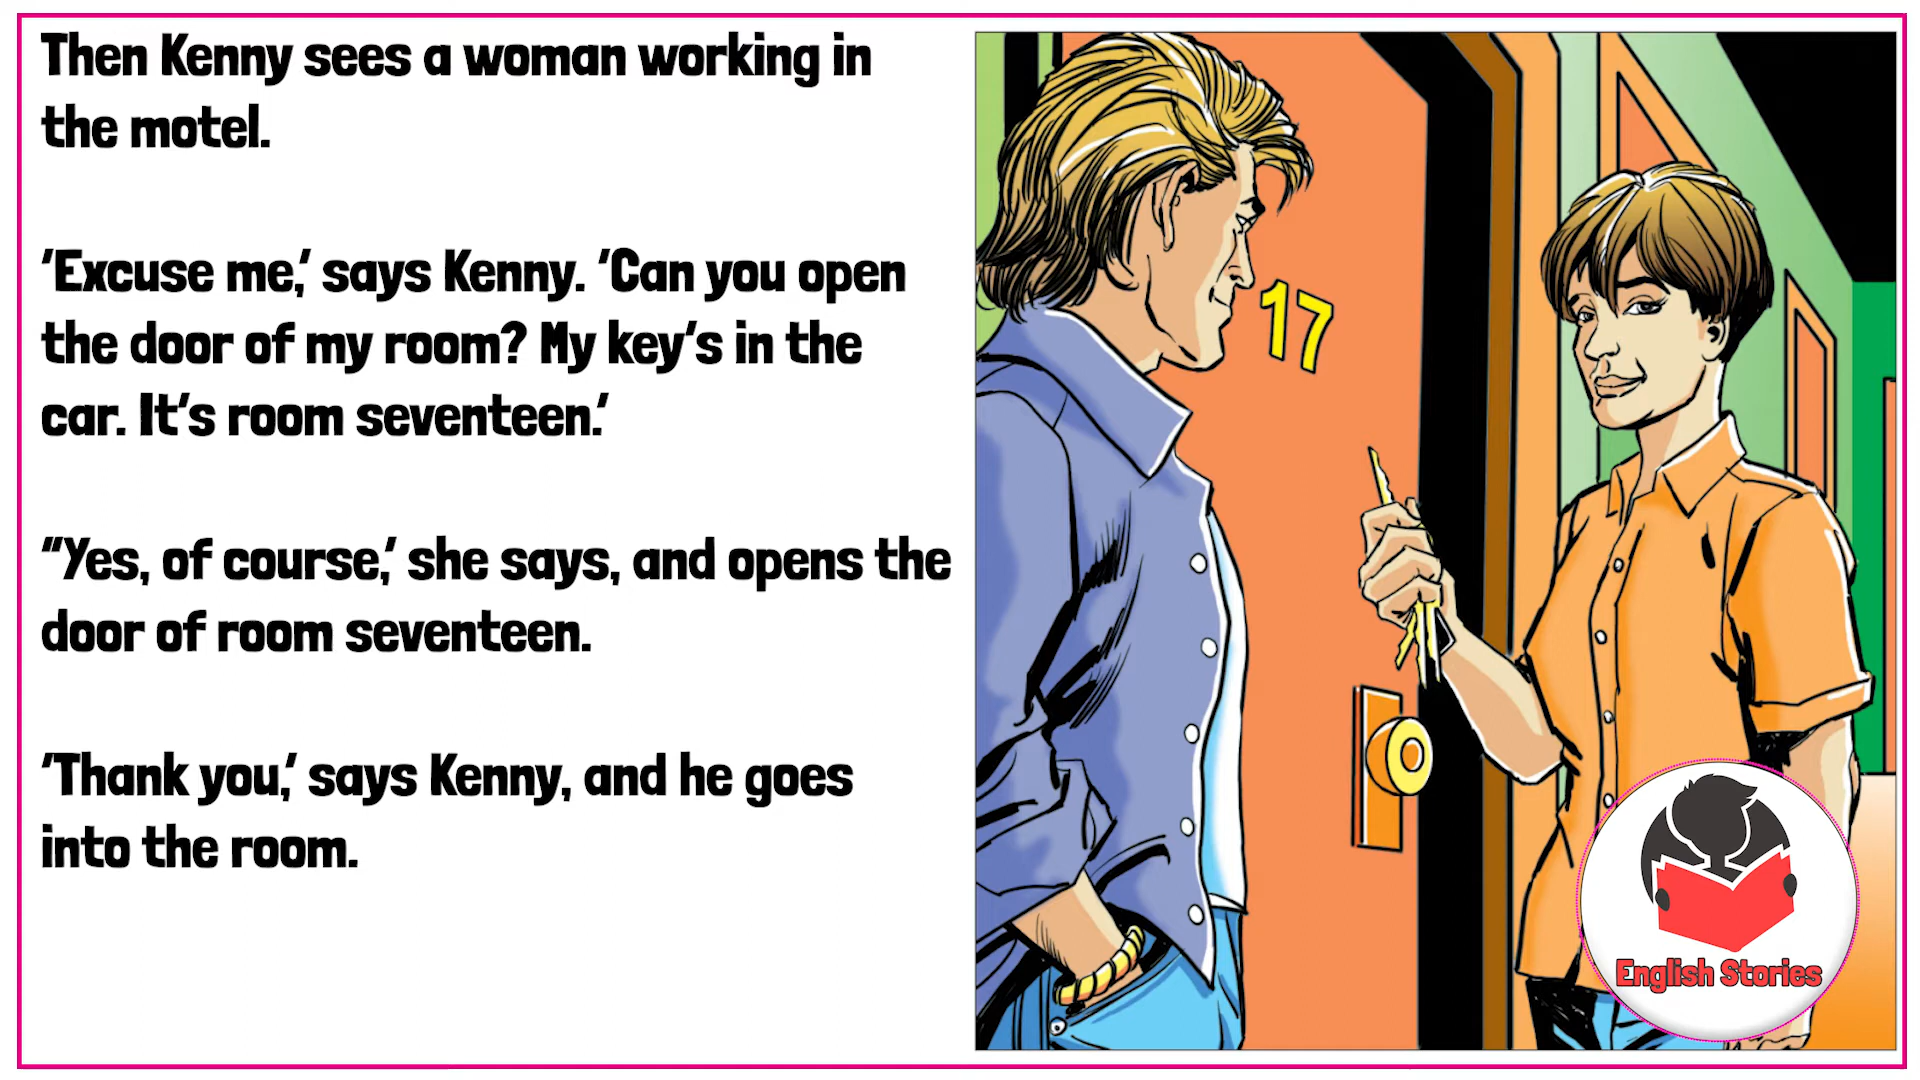 Then Kenny sees a woman working in
the motel.
‘Excuse me,’ says Kenny. ‘Can you open
the door of my room? My key’s in the
car. It’s room seventeen.’
“Yes, of course,’ she says, and opens the
door of room seventeen.
‘Thank you,’ says Kenny, and he goes
into the room.
17
English Stories